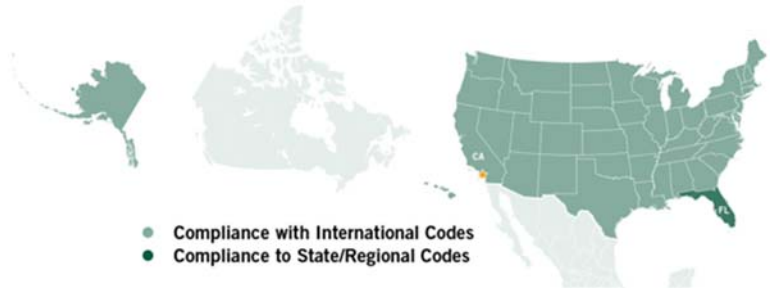 CA
FL
Compliance with International Codes
Compliance to State/Regional Codes